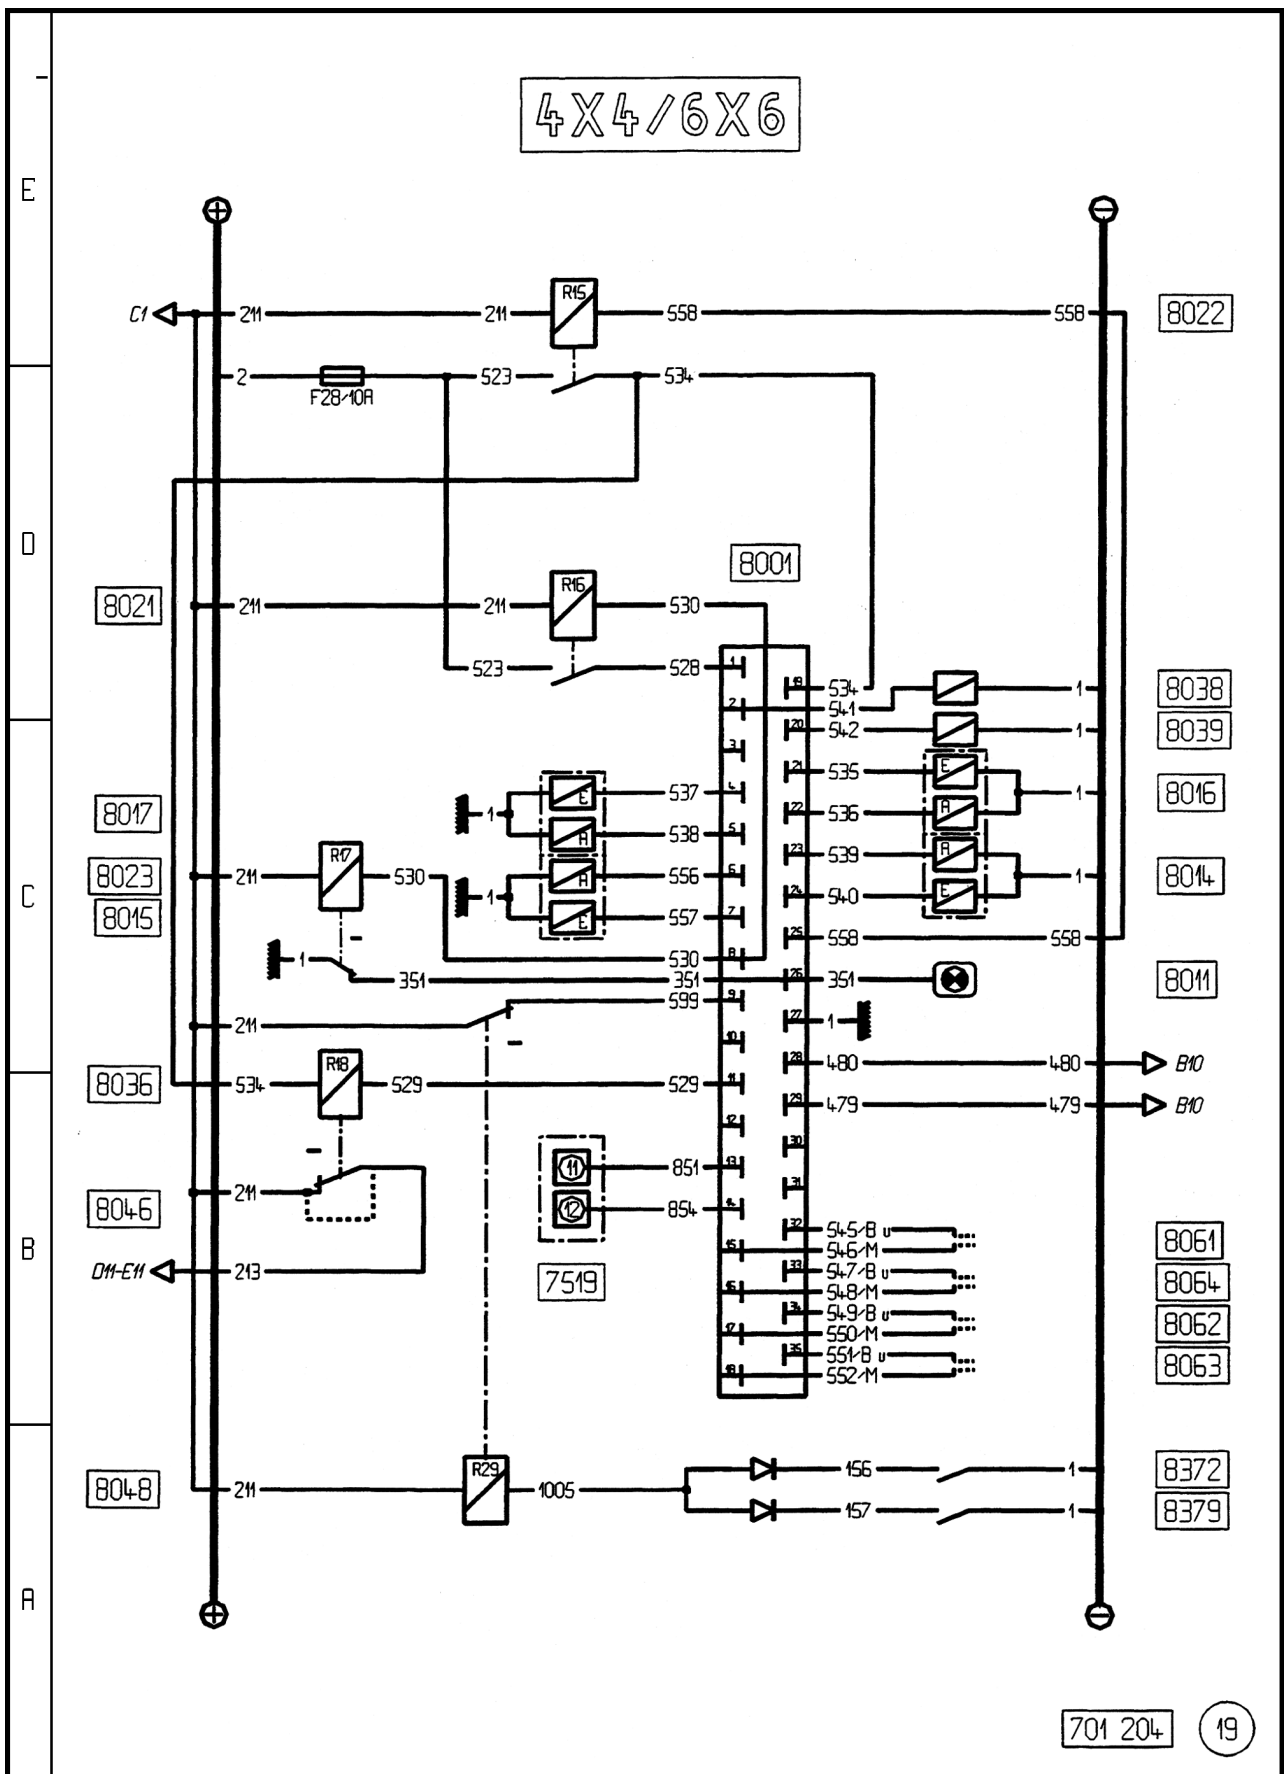 4X4/6X6
E
C1 211 211 R15 558 558 8022
2 F28/10A 523 534
D
8001
8021 211 211 R16 530
523 528 1
19 534
8038
2 541 1
20 542 1 8039
3
21 535 E
8017 1 E 537 4 1 8016
22 536 A
A 538 5
23 539 A
8023 211 R17 530 A 556 6 1 8014
C
24 540 E
8015 1 E 557 7
25 558 558
1 530 8
351 351 26 351 8011
599 9
211 27 1
10
28 480 480 B10
8036 534 R18 529 529 11
29 479 479 B10
12
30
11 851 13
31
8046 211 12 854 14
32 545/B u
B
15 546/M 8061
D11-E11 213 7519 33 547/B u
16 548/M 8064
34 549/B u
17 550/M 8062
35 551/B u
18 552/M 8063
156 1 8372
8048 211 R29 1005
157 1 8379
A
701 204 19